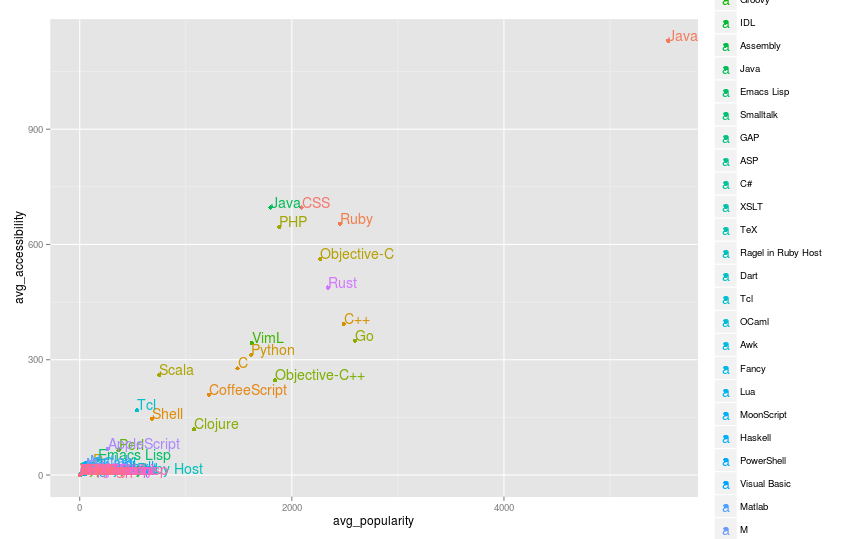 Groovy
IDL
Assembly
Java
Emacs Lisp
Smalltalk
GAP
ASP
C#
XSLT
TeX
Ragel in Ruby Host
Dart
Tcl
OCaml
Awk
Fancy
Lua
MoonScript
Haskell
PowerShell
Visual Basic
Matlab
M
Java
900
Java CSS
PHP
Ruby
600
Objective-C
Rust
C++
Go
VimL
Python
300
C
Scala
Objective-C++
CoffeeScript
Tcl
Shell
Clojure
AppleScript
Perl
Emacs Lisp
Host
0
0 2000 4000
avg_popularity
avg_accessibility